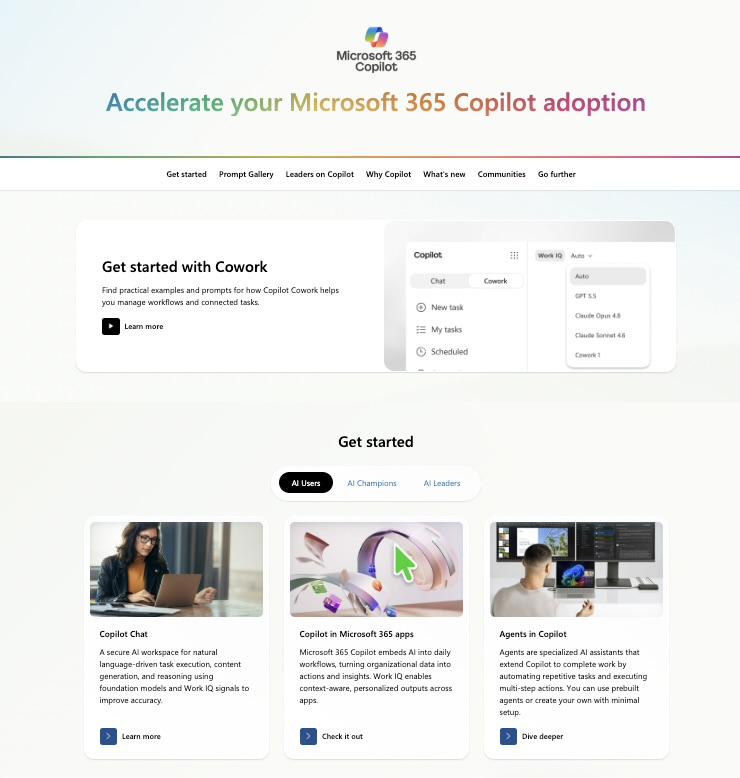 Microsoft 365
Copilot
Accelerate your Microsoft 365 Copilot adoption
Get started
Prompt Gallery
Leaders on Copilot
Why Copilot
What's new
Communities
Go further
Get started with Cowork
Find practical examples and prompts for how Copilot Cowork helps
you manage workflows and connected tasks.
Learn more
Copilot
Chat
Cowork
New task
My tasks
Scheduled
Work IQ
Auto
Auto
GPT 5.5
Claude Opus 4.8
Claude Sonnet 4.6
Cowork 1
Get started
AI Users
AI Champions
AI Leaders
Copilot Chat
A secure AI workspace for natural
language-driven task execution, content
generation, and reasoning using
foundation models and Work IQ signals to
improve accuracy.
Learn more
Copilot in Microsoft 365 apps
Microsoft 365 Copilot embeds AI into daily
workflows, turning organizational data into
actions and insights. Work IQ enables
context-aware, personalized outputs across
apps.
Check it out
Agents in Copilot
Agents are specialized AI assistants that
extend Copilot to complete work by
automating repetitive tasks and executing
multi-step actions. You can use prebuilt
agents or create your own with minimal
setup.
Dive deeper